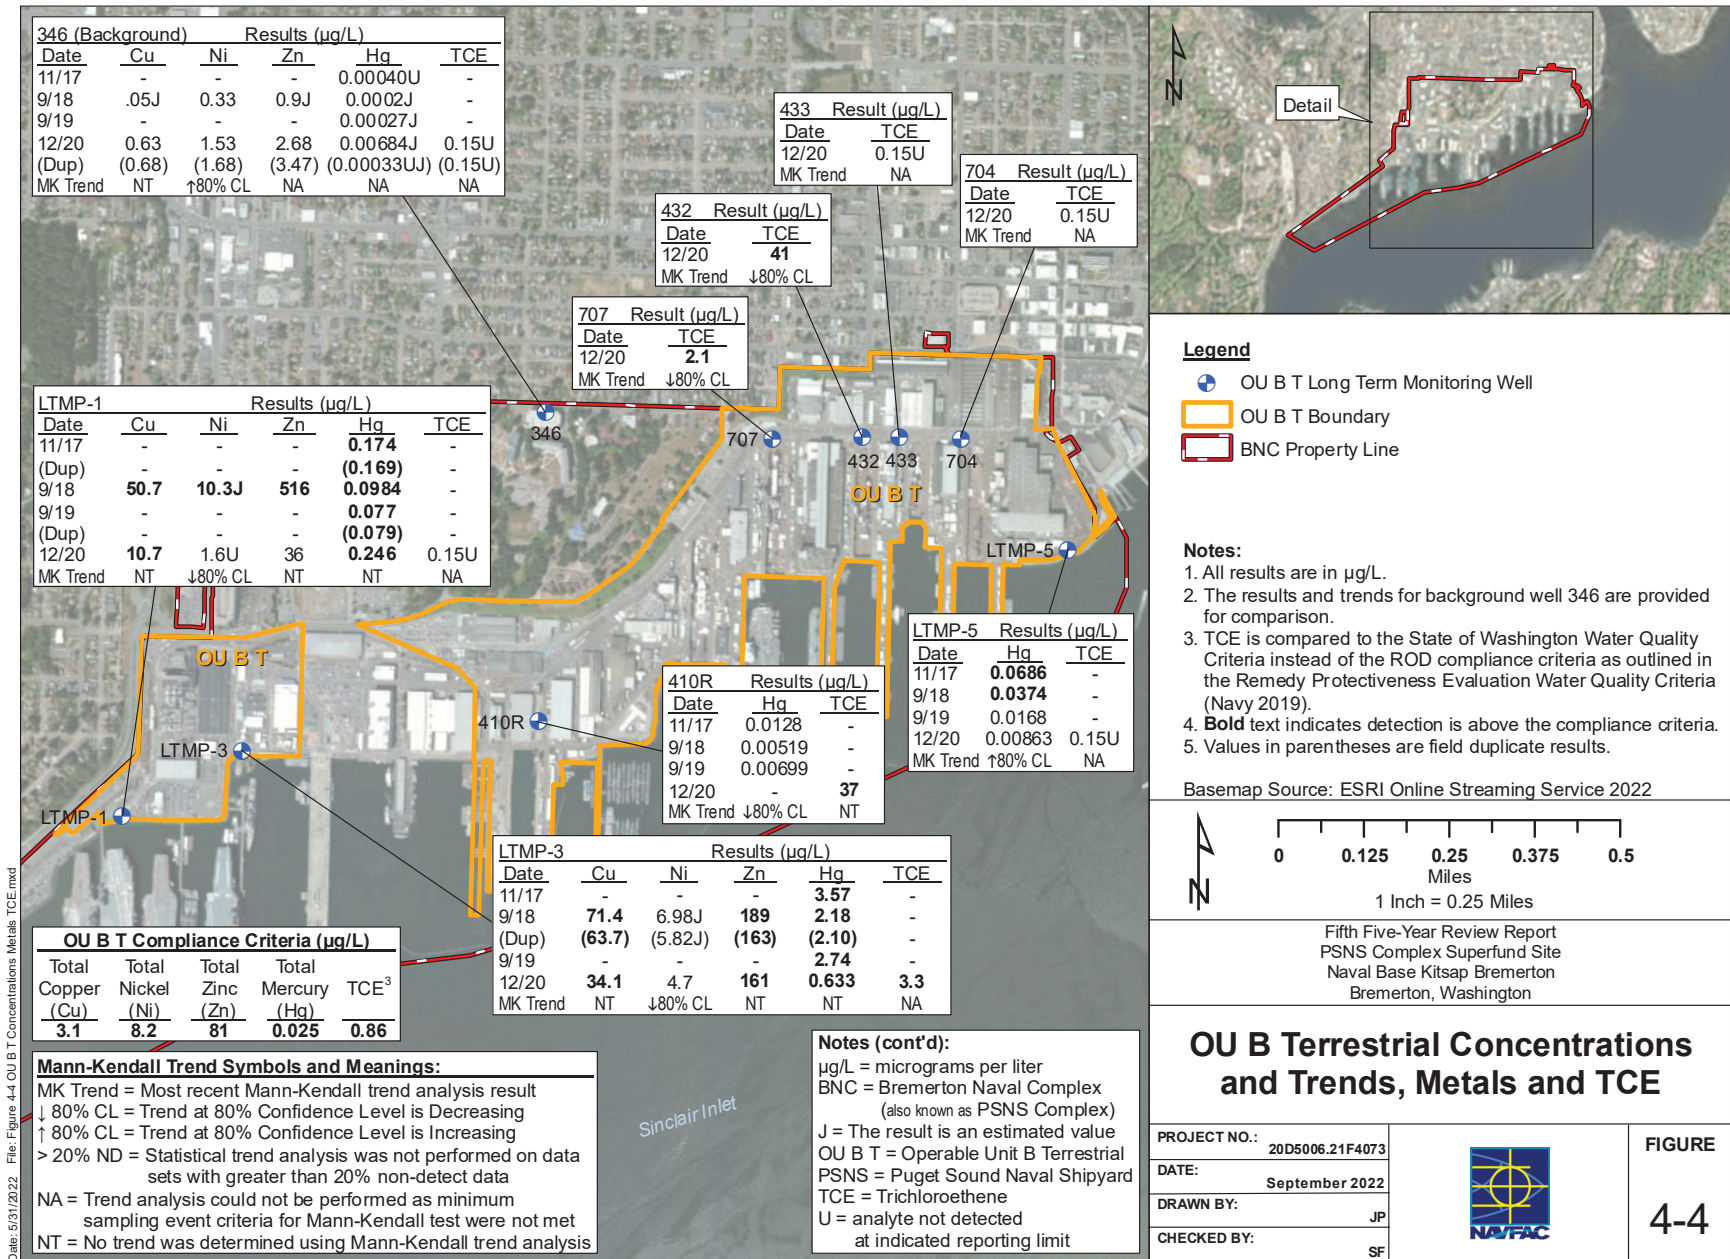 346 (Background) Results (µg/L)
Date Cu Ni Zn Hg TCE
11/17 - - - 0.00040U
9/18 .05J 0.33 0.9J 0.0002J -
9/19 - - - 0.00027J
12/20 0.63 1.53 2.68 0.00684J 0.15U
(Dup) (0.68) (1.68) (3.47) (0.00033UJ) (0.15U)
MK Trend NT ↑80% CL NA NA NA
433 Result (µg/L)
Date TCE
12/20 0.15U
MK Trend NA
704 Result (µg/L)
Date TCE
12/20 0.15U
MK Trend NA
432 Result (µg/L)
Date TCE
12/20 41
MK Trend ↓80% CL
707 Result (µg/L)
Date TCE
12/20 2.1
MK Trend ↓80% CL
LTMP-1 Results (µg/L)
Date Cu Ni Zn Hg TCE
11/17 - - - 0.174 -
(Dup) - - - (0.169) -
9/18 50.7 10.3J 516 0.0984 -
9/19 - - - 0.077 -
(Dup) - - - (0.079) -
12/20 10.7 1.6U 36 0.246 0.15U
MK Trend NT ↓80% CL NT NT NA
346
707
432
433
704
OU B T
LTMP-5
OU B T
410R
LTMP-3
LTMP-1
LTMP-5 Results (µg/L)
Date Hg TCE
11/17 0.0686 -
9/18 0.0374 -
9/19 0.0168 -
12/20 0.00863 0.15U
MK Trend ↑80% CL NA
410R Results (µg/L)
Date Hg TCE
11/17 0.0128 -
9/18 0.00519 -
9/19 0.00699 -
12/20 - 37
MK Trend ↓80% CL NT
LTMP-3 Results (µg/L)
Date Cu Ni Zn Hg TCE
11/17 - - - 3.57 -
9/18 71.4 6.98J 189 2.18 -
(Dup) (63.7) (5.82J) (163) (2.10) -
9/19 - - - 2.74 -
12/20 34.1 4.7 161 0.633 3.3
MK Trend NT ↓80% CL NT NT NA
OU B T Compliance Criteria (µg/L)
Total Total Total Total
Copper Nickel Zinc Mercury TCE³
(Cu) (Ni) (Zn) (Hg)
3.1 8.2 81 0.025 0.86
Mann-Kendall Trend Symbols and Meanings:
MK Trend = Most recent Mann-Kendall trend analysis result
↓ 80% CL = Trend at 80% Confidence Level is Decreasing
↑ 80% CL = Trend at 80% Confidence Level is Increasing
> 20% ND = Statistical trend analysis was not performed on data
sets with greater than 20% non-detect data
NA = Trend analysis could not be performed as minimum
sampling event criteria for Mann-Kendall test were not met
NT = No trend was determined using Mann-Kendall trend analysis
Sinclair Inlet
Notes (cont'd):
µg/L = micrograms per liter
BNC = Bremerton Naval Complex
(also known as PSNS Complex)
J = The result is an estimated value
OU B T = Operable Unit B Terrestrial
PSNS = Puget Sound Naval Shipyard
TCE = Trichloroethene
U = analyte not detected
at indicated reporting limit
Date: 5/31/2022 File: Figure 4-4 OU B T Concentrations Metals TCE.mxd
N
Detail
Legend
OU B T Long Term Monitoring Well
OU B T Boundary
BNC Property Line
Notes:
1. All results are in µg/L.
2. The results and trends for background well 346 are provided
for comparison.
3. TCE is compared to the State of Washington Water Quality
Criteria instead of the ROD compliance criteria as outlined in
the Remedy Protectiveness Evaluation Water Quality Criteria
(Navy 2019).
4. Bold text indicates detection is above the compliance criteria.
5. Values in parentheses are field duplicate results.
Basemap Source: ESRI Online Streaming Service 2022
N
0 0.125 0.25 0.375 0.5
Miles
1 Inch = 0.25 Miles
Fifth Five-Year Review Report
PSNS Complex Superfund Site
Naval Base Kitsap Bremerton
Bremerton, Washington
OU B Terrestrial Concentrations
and Trends, Metals and TCE
PROJECT NO.:
20D5006.21F4073
DATE:
September 2022
DRAWN BY:
JP
CHECKED BY:
SF
NAVFAC
FIGURE
4-4